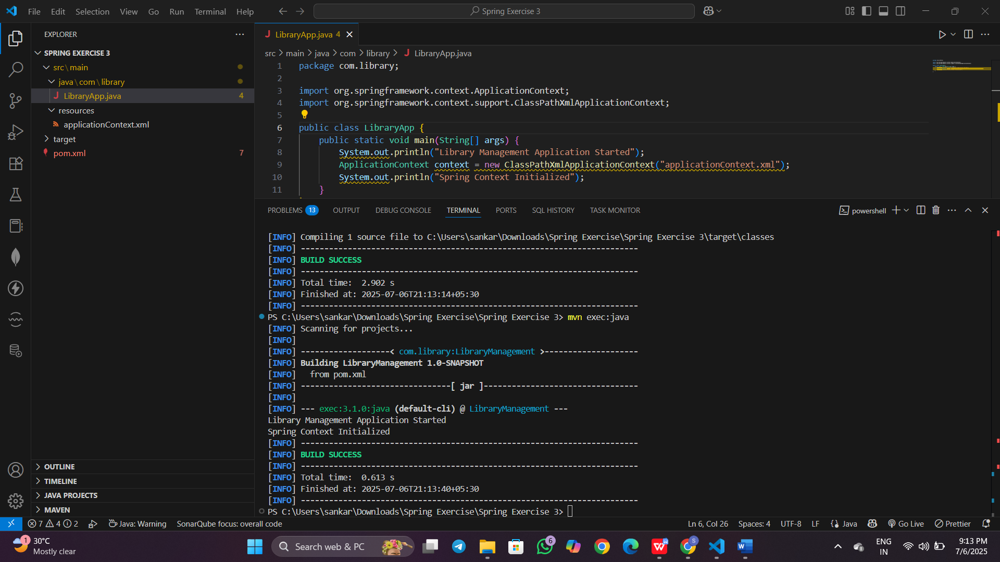 File Edit Selection View Go Run Terminal Help
Spring Exercise 3
EXPLORER
SPRING EXERCISE 3
src\main
java\com\library
LibraryApp.java 4
resources
applicationContext.xml
target
pom.xml 7
OUTLINE
TIMELINE
JAVA PROJECTS
MAVEN
LibraryApp.java 4
src > main > java > com > library > LibraryApp.java
1 package com.library;
2
3 import org.springframework.context.ApplicationContext;
4 import org.springframework.context.support.ClassPathXmlApplicationContext;
5
6 public class LibraryApp {
7 public static void main(String[] args) {
8 System.out.println("Library Management Application Started");
9 ApplicationContext context = new ClassPathXmlApplicationContext("applicationContext.xml");
10 System.out.println("Spring Context Initialized");
11 }
PROBLEMS 13 OUTPUT DEBUG CONSOLE TERMINAL PORTS SQL HISTORY TASK MONITOR
powershell
[INFO] Compiling 1 source file to C:\Users\sankar\Downloads\Spring Exercise\Spring Exercise 3\target\classes
[INFO] ------------------------------------------------------------------------
[INFO] BUILD SUCCESS
[INFO] ------------------------------------------------------------------------
[INFO] Total time:  2.902 s
[INFO] Finished at: 2025-07-06T21:13:14+05:30
[INFO] ------------------------------------------------------------------------
PS C:\Users\sankar\Downloads\Spring Exercise\Spring Exercise 3> mvn exec:java
[INFO] Scanning for projects...
[INFO]
[INFO] -------------------< com.library:LibraryManagement >--------------------
[INFO] Building LibraryManagement 1.0-SNAPSHOT
[INFO]   from pom.xml
[INFO] --------------------------------[ jar ]---------------------------------
[INFO]
[INFO] --- exec:3.1.0:java (default-cli) @ LibraryManagement ---
Library Management Application Started
Spring Context Initialized
[INFO] ------------------------------------------------------------------------
[INFO] BUILD SUCCESS
[INFO] ------------------------------------------------------------------------
[INFO] Total time:  0.613 s
[INFO] Finished at: 2025-07-06T21:13:40+05:30
[INFO] ------------------------------------------------------------------------
PS C:\Users\sankar\Downloads\Spring Exercise\Spring Exercise 3>
7 4 2 Java: Warning SonarQube focus: overall code Ln 6, Col 26 Spaces: 4 UTF-8 LF {} Java Go Live Prettier
1
30°C
Mostly clear
Search web & PC
6
S
ENG
IN
9:13 PM
7/6/2025